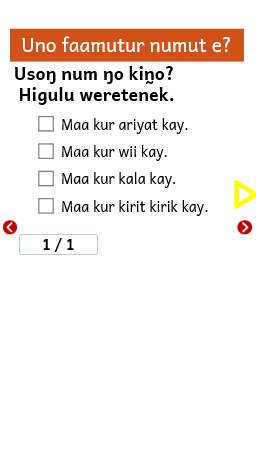 Uno faamutur numut e?
Usoŋ num ŋo kiño?
Higulu weretenek.
Maa kur ariyat kay.
Maa kur wii kay.
Maa kur kala kay.
Maa kur kirit kirik kay.
1 / 1